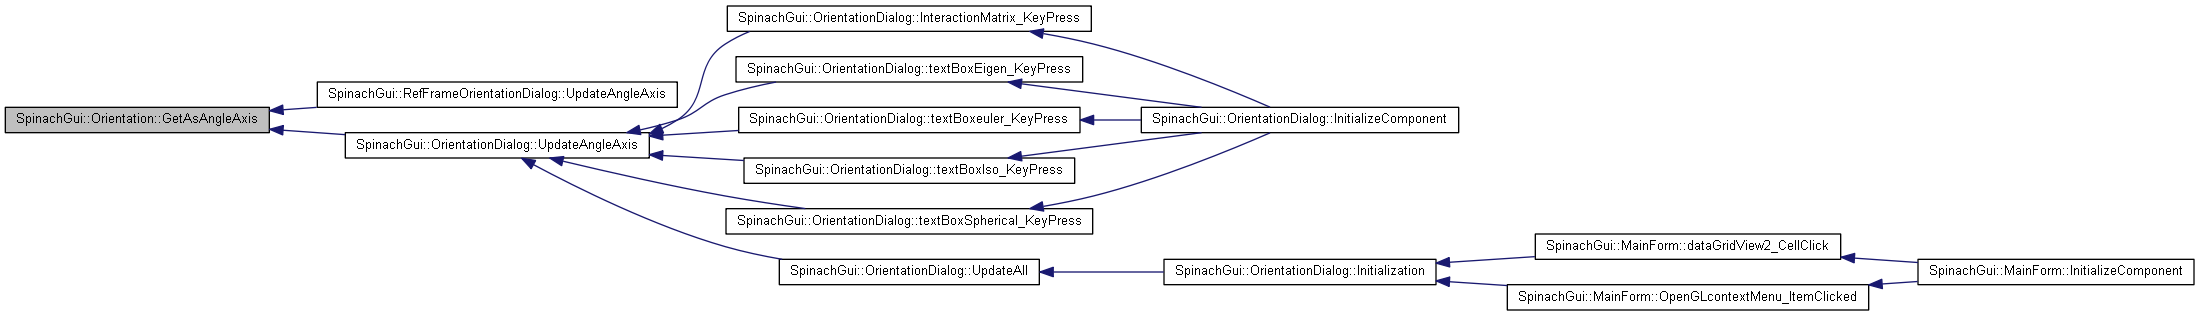 SpinachGui::OrientationDialog::InteractionMatrix_KeyPress
SpinachGui::OrientationDialog::textBoxEigen_KeyPress
SpinachGui::RefFrameOrientationDialog::UpdateAngleAxis
SpinachGui::Orientation::GetAsAngleAxis
SpinachGui::OrientationDialog::textBoxeuler_KeyPress
SpinachGui::OrientationDialog::InitializeComponent
SpinachGui::OrientationDialog::UpdateAngleAxis
SpinachGui::OrientationDialog::textBoxIso_KeyPress
SpinachGui::OrientationDialog::textBoxSpherical_KeyPress
SpinachGui::MainForm::dataGridView2_CellClick
SpinachGui::OrientationDialog::UpdateAll
SpinachGui::OrientationDialog::Initialization
SpinachGui::MainForm::InitializeComponent
SpinachGui::MainForm::OpenGLcontextMenu_ItemClicked